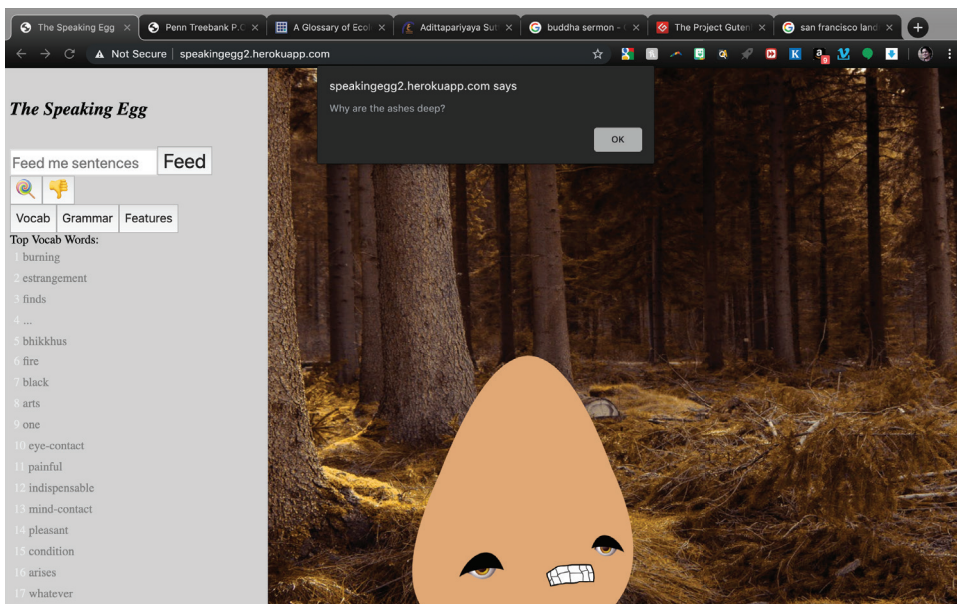 The Speaking Egg
Penn Treebank P.O
A Glossary of Ecol
Adittapariyaya Sut
buddha sermon -
The Project Guten
san francisco land
Not Secure | speakingegg2.herokuapp.com
speakingegg2.herokuapp.com says
Why are the ashes deep?
OK
The Speaking Egg
Feed me sentences Feed
Vocab Grammar Features
Top Vocab Words:
1 burning
2 estrangement
3 finds
4 ...
5 bhikkhus
6 fire
7 black
8 arts
9 one
10 eye-contact
11 painful
12 indispensable
13 mind-contact
14 pleasant
15 condition
16 arises
17 whatever